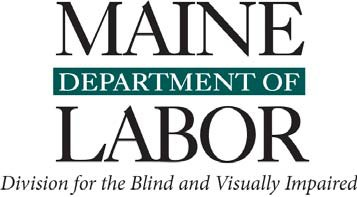 MAINE
DEPARTMENT OF
LABOR
Division for the Blind and Visually Impaired